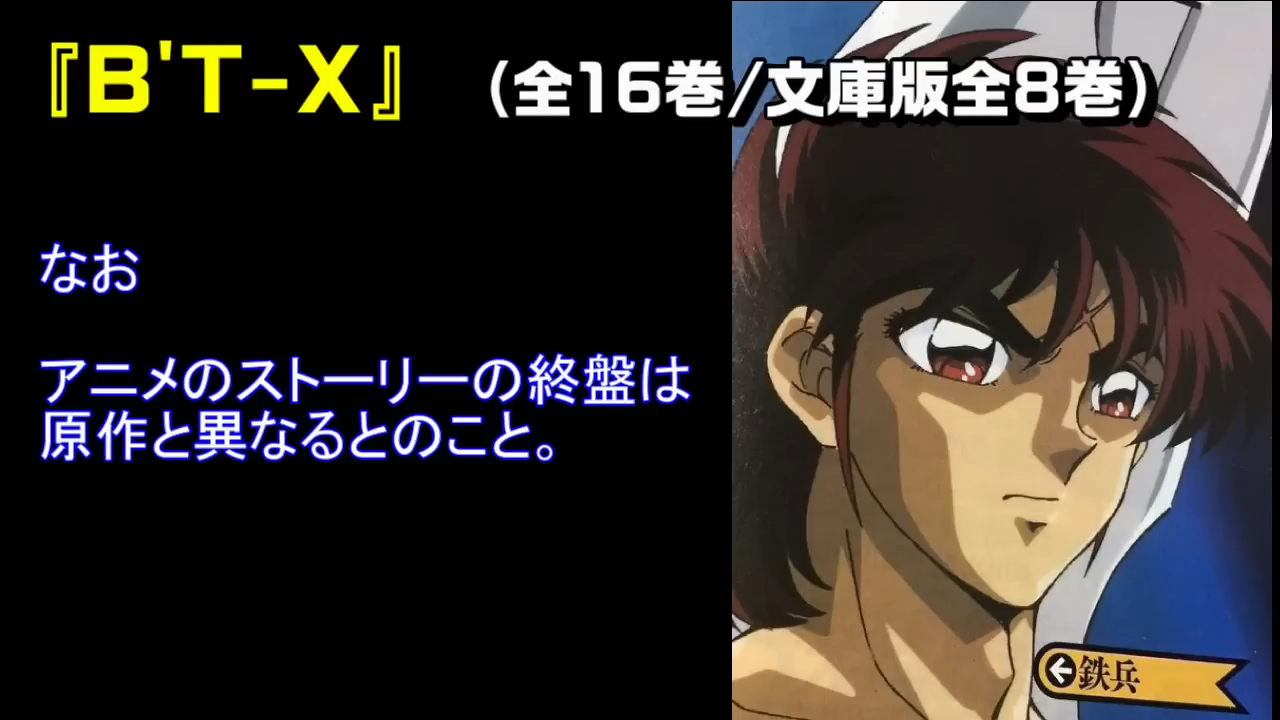 『B'T-X』 (全16巻/文庫版全8巻)
なお
アニメのストーリーの終盤は
原作と異なるとのこと。
鉄兵